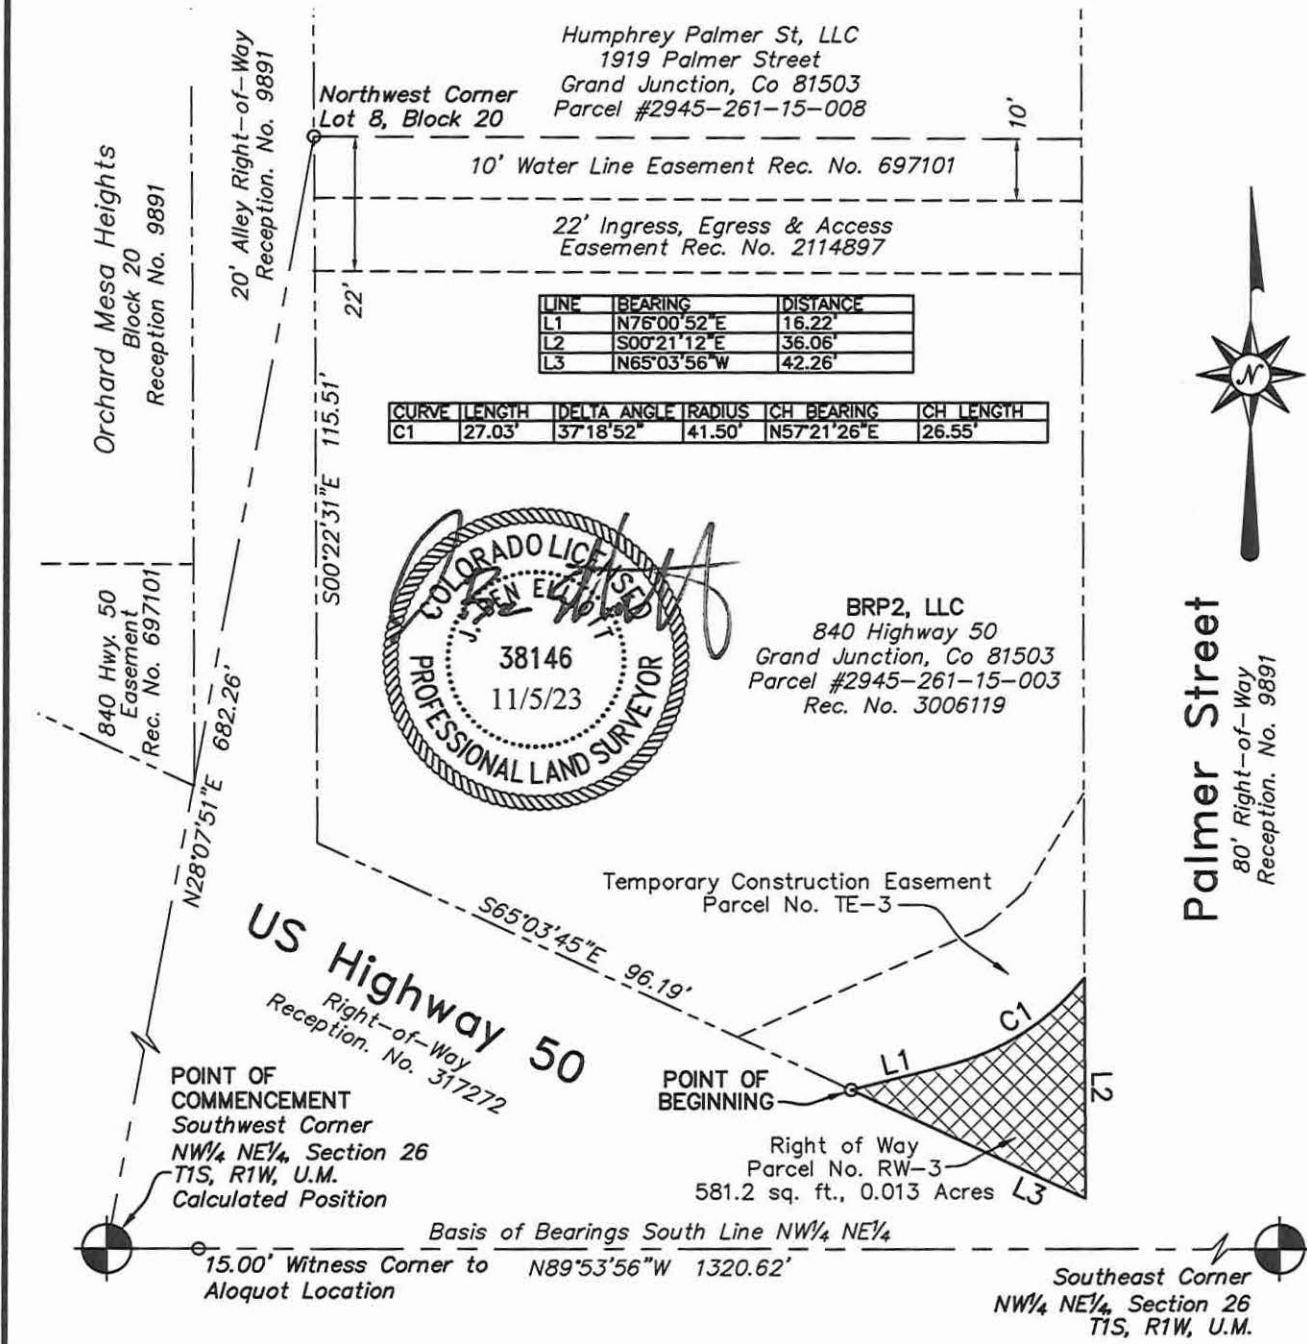 Humphrey Palmer St, LLC
1919 Palmer Street
Grand Junction, Co 81503
Parcel #2945-261-15-008
20' Alley Right-of-Way
Reception. No. 9891
Northwest Corner
Lot 8, Block 20
10'
10' Water Line Easement Rec. No. 697101
Orchard Mesa Heights
Block 20
Reception No. 9891
22' Ingress, Egress & Access
Easement Rec. No. 2114897
22'
LINE BEARING DISTANCE
L1 N76°00'52"E 16.22'
L2 S00°21'12"E 36.06'
L3 N65°03'56"W 42.26'
CURVE LENGTH DELTA ANGLE RADIUS CH BEARING CH LENGTH
C1 27.03' 37°18'52" 41.50' N57°21'26"E 26.55'
N
S00°22'31"E 115.51'
COLORADO LICENSED
38146
11/5/23
PROFESSIONAL LAND SURVEYOR
BRP2, LLC
840 Highway 50
Grand Junction, Co 81503
Parcel #2945-261-15-003
Rec. No. 3006119
840 Hwy. 50
Easement
Rec. No. 697101
N28°07'51"E 682.26'
Palmer Street
80' Right-of-Way
Reception. No. 9891
Temporary Construction Easement
Parcel No. TE-3
S65°03'45"E 96.19'
US Highway 50
Right-of-Way
Reception. No. 317272
C1
L1
L2
POINT OF
BEGINNING
Right of Way
Parcel No. RW-3
581.2 sq. ft., 0.013 Acres
L3
POINT OF
COMMENCEMENT
Southwest Corner
NW¼ NE¼, Section 26
T1S, R1W, U.M.
Calculated Position
Basis of Bearings South Line NW¼ NE¼
15.00' Witness Corner to
Aloquot Location
N89°53'56"W 1320.62'
Southeast Corner
NW¼ NE¼, Section 26
T1S, R1W, U.M.